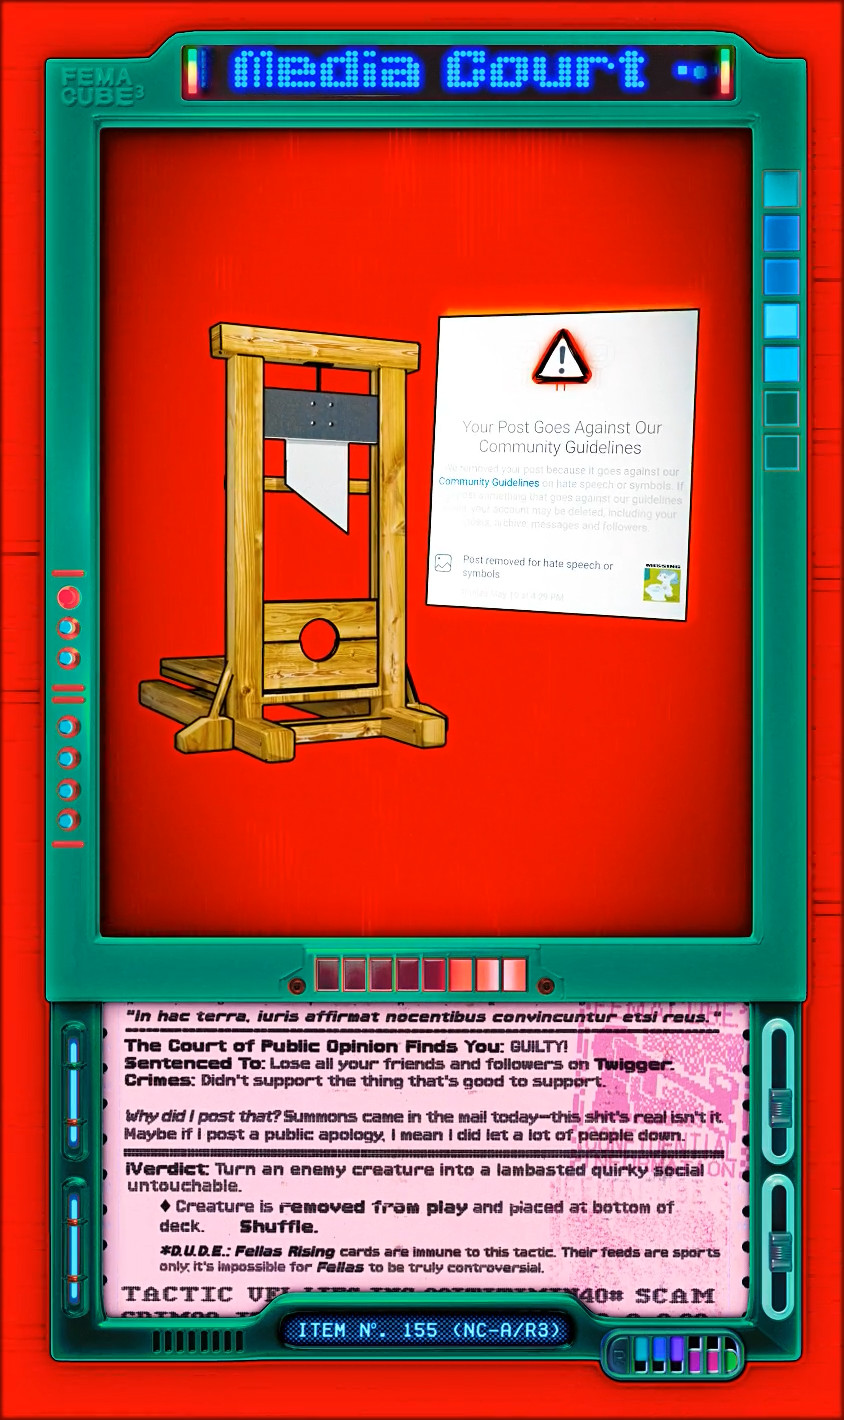 FEMA
CUBE³
Media Court
Your Post Goes Against Our
Community Guidelines
We removed your post because it goes against our
Community Guidelines on hate speech or symbols. If
post something that goes against our guidelines
your account may be deleted, including your
archive, messages and followers.
Post removed for hate speech or
symbols
MISSING
"In hac terra, iuris affirmat nocentibus convincuntur etsi reus."
The Court of Public Opinion Finds You: GUILTY!
Sentenced To: Lose all your friends and followers on Twigger.
Crimes: Didn't support the thing that's good to support.
Why did I post that? Summons came in the mail today—this shit's real isn't it.
Maybe if I post a public apology, I mean I did let a lot of people down.
iVerdict: Turn an enemy creature into a lambasted quirky social
untouchable.
♦ Creature is removed from play and placed at bottom of
deck. Shuffle.
*D.U.D.E.: Fellas Rising cards are immune to this tactic. Their feeds are sports
only, it's impossible for Fellas to be truly controversial.
TACTIC SCAM
ITEM Nº. 155 (NC-A/R3)